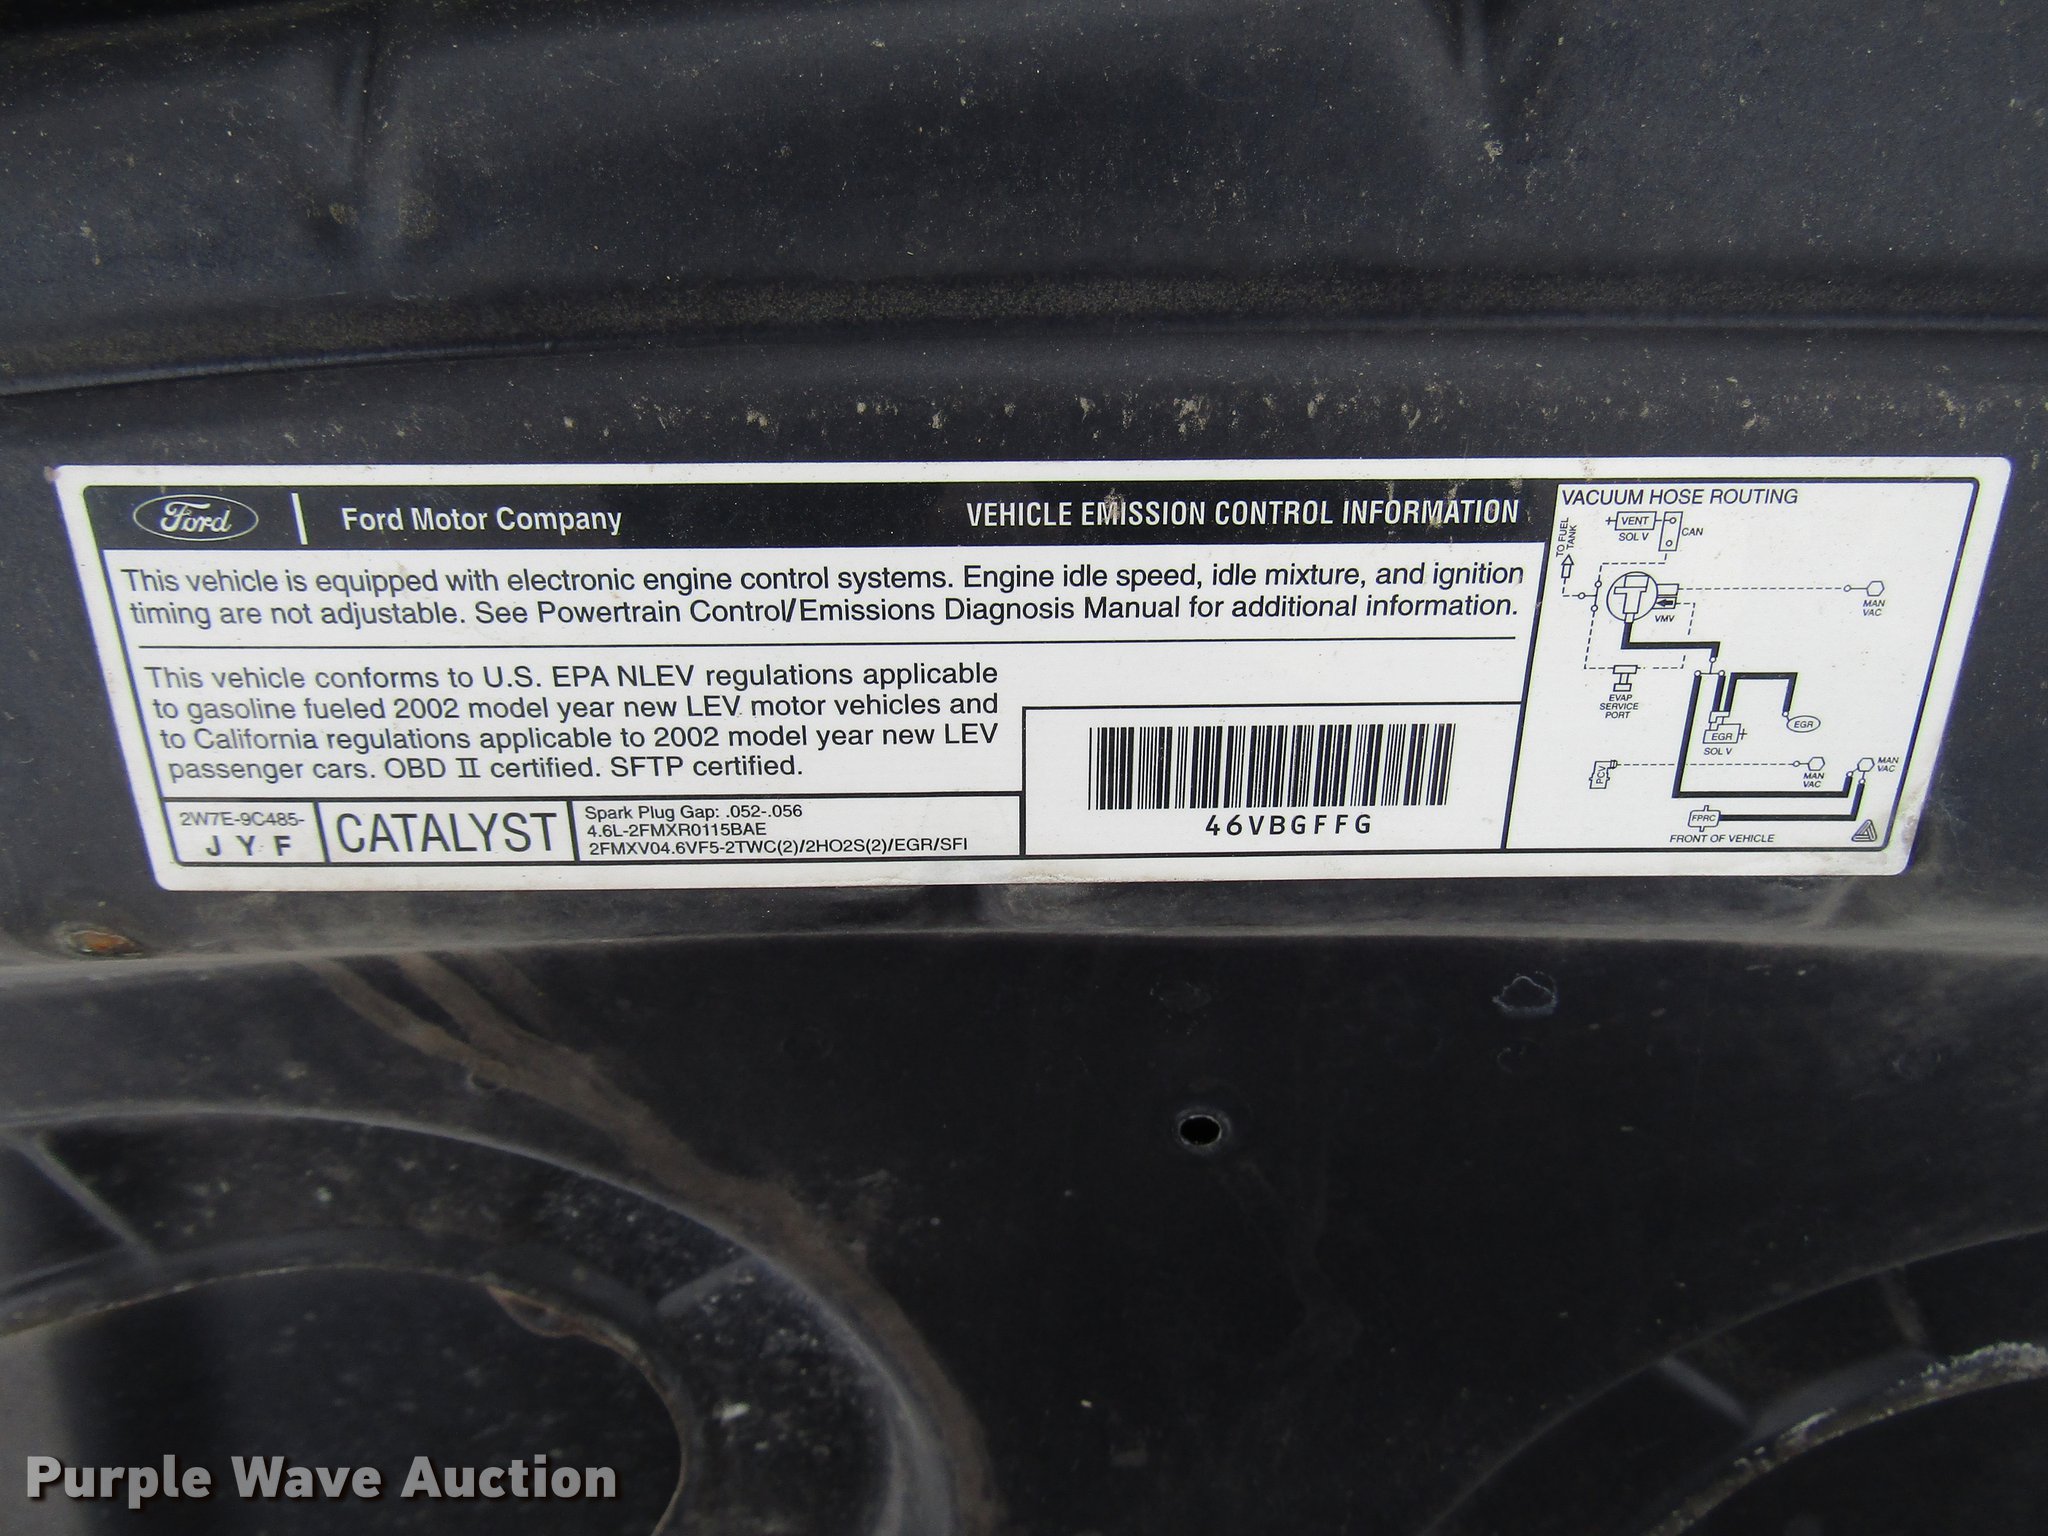 Ford | Ford Motor Company VEHICLE EMISSION CONTROL INFORMATION
This vehicle is equipped with electronic engine control systems. Engine idle speed, idle mixture, and ignition
timing are not adjustable. See Powertrain Control/Emissions Diagnosis Manual for additional information.
This vehicle conforms to U.S. EPA NLEV regulations applicable
to gasoline fueled 2002 model year new LEV motor vehicles and
to California regulations applicable to 2002 model year new LEV
passenger cars. OBD II certified. SFTP certified.
2W7E-9C485-
J Y F
CATALYST
Spark Plug Gap: .052-.056
4.6L-2FMXR0115BAE
2FMXV04.6VF5-2TWC(2)/2HO2S(2)/EGR/SFI
46VBGFFG
VACUUM HOSE ROUTING
TO FUEL
TANK
+ VENT
SOL V
CAN
MAN
VAC
VMV
EVAP
SERVICE
PORT
EGR
EGR +
SOL V
PCV
MAN
VAC
MAN
VAC
FPRC
FRONT OF VEHICLE
Purple Wave Auction